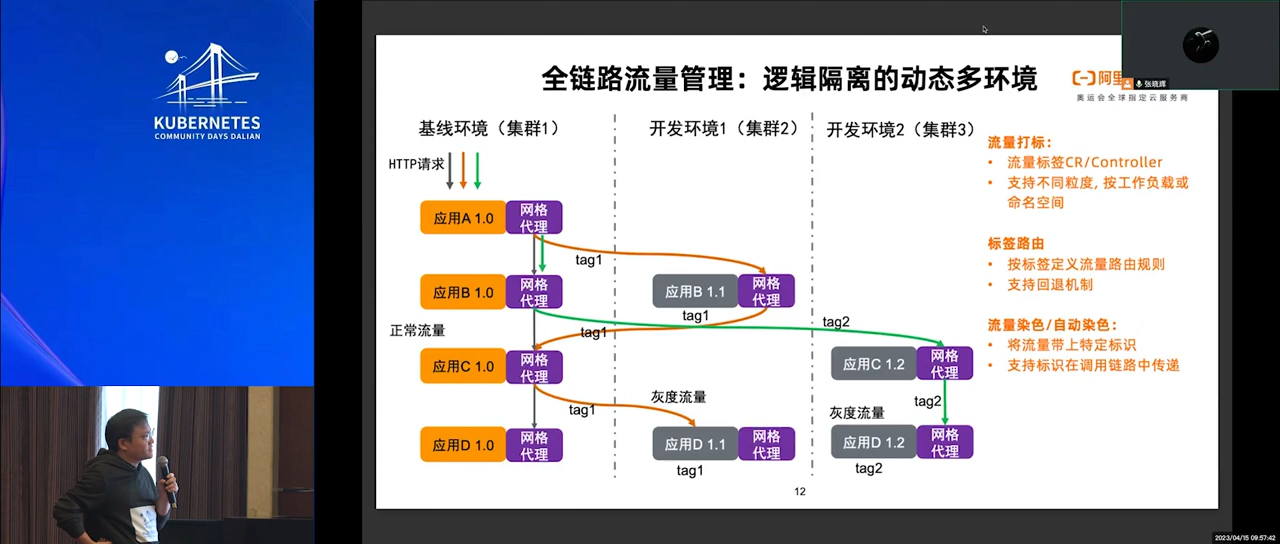 KUBERNETES
COMMUNITY DAYS DALIAN
全链路流量管理：逻辑隔离的动态多环境
阿里
奥运会全球指定云服务商
张晓辉
基线环境（集群1）
开发环境1（集群2）
开发环境2（集群3）
HTTP请求
应用A 1.0
网格
代理
tag1
应用B 1.0
网格
代理
应用B 1.1
网格
代理
tag1
tag2
正常流量
tag1
应用C 1.0
网格
代理
应用C 1.2
网格
代理
tag1
灰度流量
tag2
灰度流量
应用D 1.0
网格
代理
应用D 1.1
网格
代理
tag1
应用D 1.2
网格
代理
tag2
流量打标：
• 流量标签CR/Controller
• 支持不同粒度, 按工作负载或
命名空间
标签路由
• 按标签定义流量路由规则
• 支持回退机制
流量染色/自动染色：
• 将流量带上特定标识
• 支持标识在调用链路中传递
12
2023/04/15 09:57:42